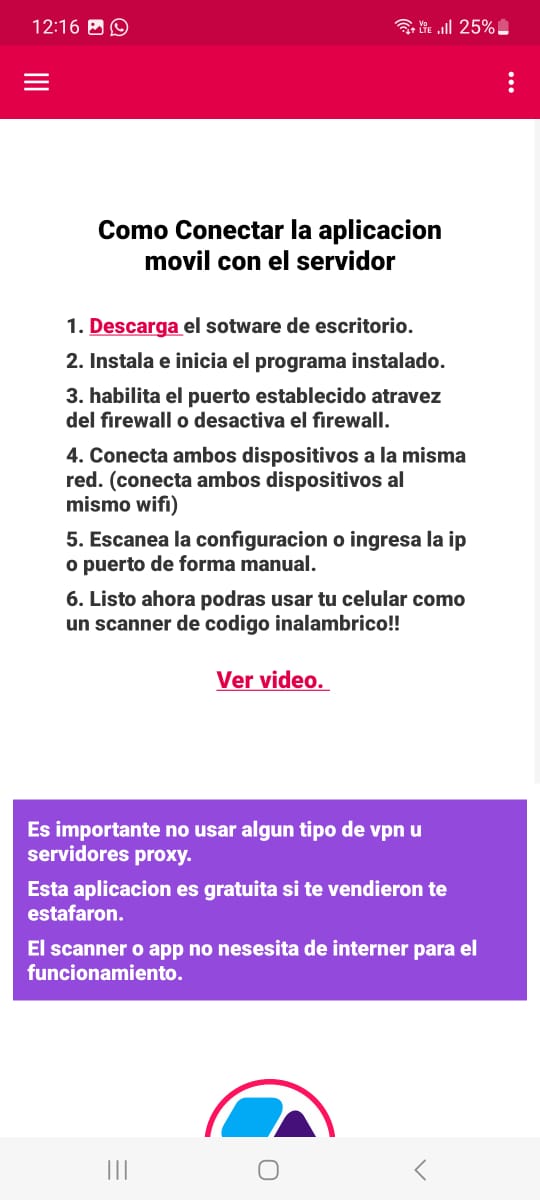 12:16
Vo
LTE
25%
Como Conectar la aplicacion
movil con el servidor
1. Descarga el sotware de escritorio.
2. Instala e inicia el programa instalado.
3. habilita el puerto establecido atravez
del firewall o desactiva el firewall.
4. Conecta ambos dispositivos a la misma
red. (conecta ambos dispositivos al
mismo wifi)
5. Escanea la configuracion o ingresa la ip
o puerto de forma manual.
6. Listo ahora podras usar tu celular como
un scanner de codigo inalambrico!!
Ver video.
Es importante no usar algun tipo de vpn u
servidores proxy.
Esta aplicacion es gratuita si te vendieron te
estafaron.
El scanner o app no nesesita de interner para el
funcionamiento.